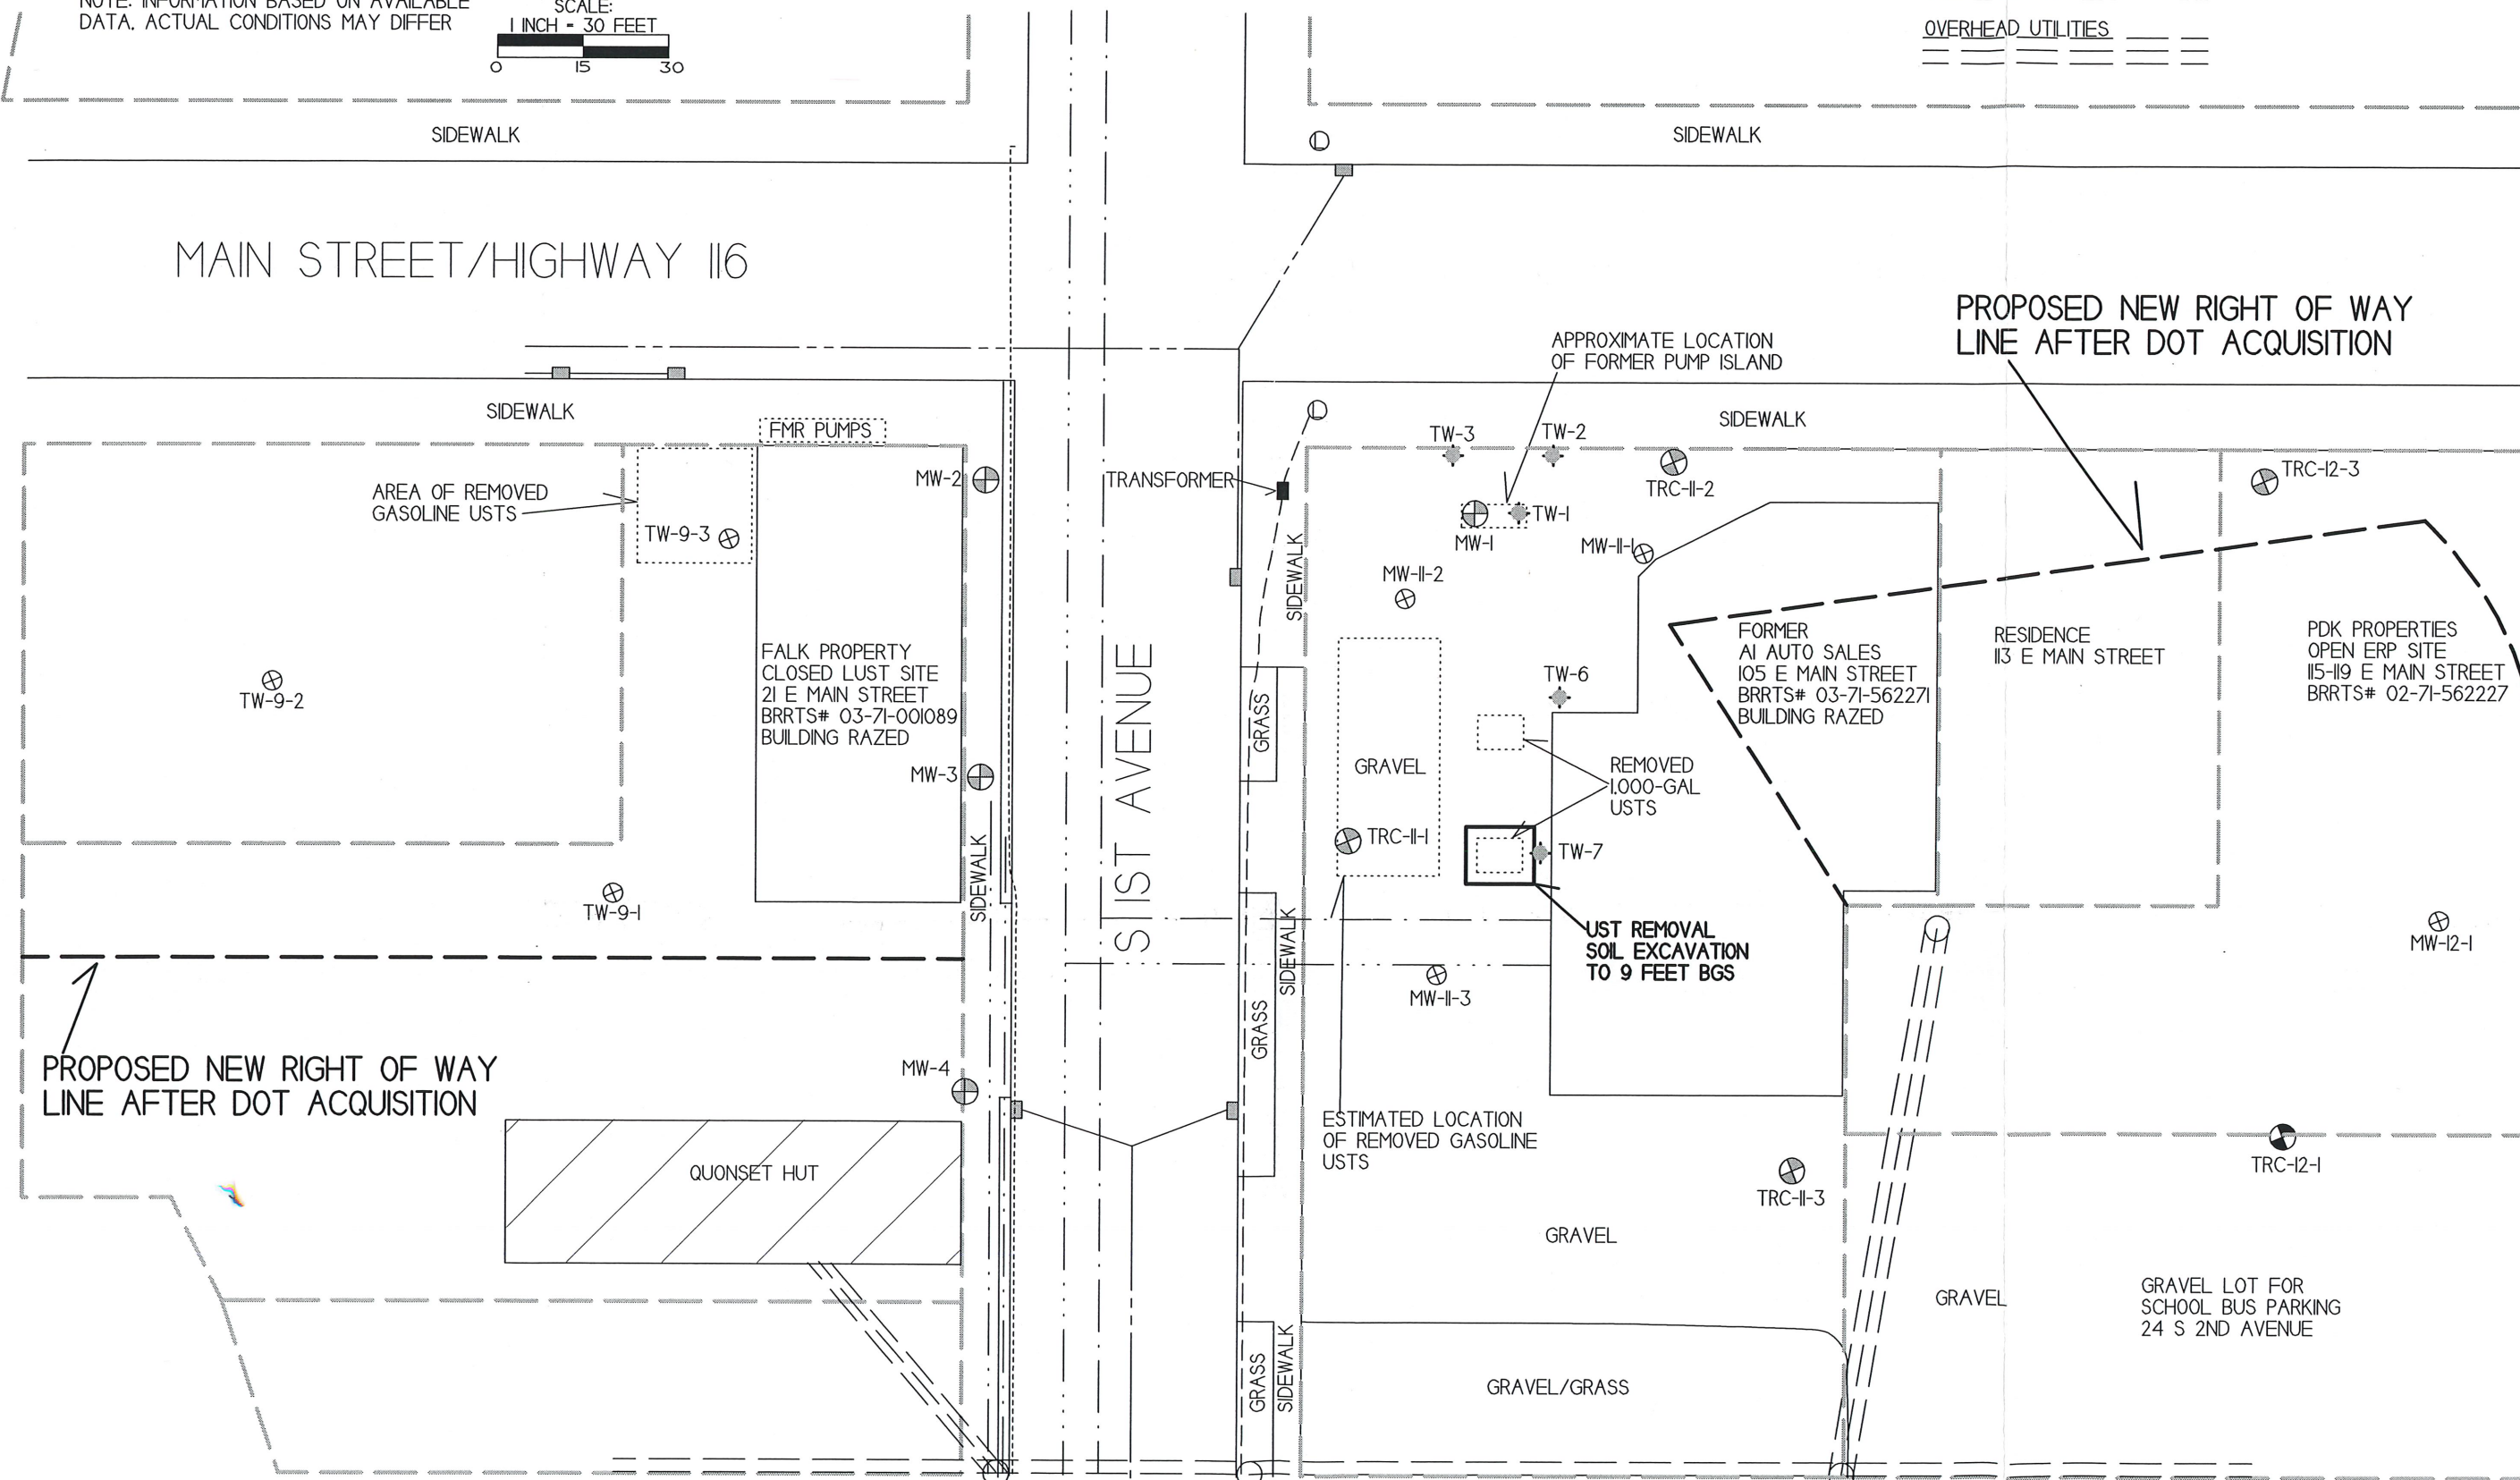 NOTE: INFORMATION BASED ON AVAILABLE
DATA. ACTUAL CONDITIONS MAY DIFFER
SCALE:
1 INCH = 30 FEET
0 15 30
OVERHEAD UTILITIES
SIDEWALK
SIDEWALK
MAIN STREET/HIGHWAY 116
PROPOSED NEW RIGHT OF WAY
LINE AFTER DOT ACQUISITION
APPROXIMATE LOCATION
OF FORMER PUMP ISLAND
SIDEWALK
SIDEWALK
FMR PUMPS
TW-3
TW-2
TRC-11-2
TRC-12-3
MW-2
TRANSFORMER
AREA OF REMOVED
GASOLINE USTS
TW-9-3
MW-1
TW-1
MW-11-1
MW-11-2
SIDEWALK
FALK PROPERTY
CLOSED LUST SITE
21 E MAIN STREET
BRRTS# 03-71-001089
BUILDING RAZED
FORMER
A1 AUTO SALES
105 E MAIN STREET
BRRTS# 03-71-562271
BUILDING RAZED
RESIDENCE
113 E MAIN STREET
PDK PROPERTIES
OPEN ERP SITE
115-119 E MAIN STREET
BRRTS# 02-71-562227
TW-9-2
TW-6
GRASS
GRAVEL
MW-3
REMOVED
1,000-GAL
USTS
S 1ST AVENUE
TRC-11-1
TW-7
SIDEWALK
TW-9-1
SIDEWALK
UST REMOVAL
SOIL EXCAVATION
TO 9 FEET BGS
MW-12-1
MW-11-3
GRASS
PROPOSED NEW RIGHT OF WAY
LINE AFTER DOT ACQUISITION
MW-4
ESTIMATED LOCATION
OF REMOVED GASOLINE
USTS
QUONSET HUT
TRC-12-1
TRC-11-3
GRAVEL
GRAVEL
GRAVEL LOT FOR
SCHOOL BUS PARKING
24 S 2ND AVENUE
GRASS
SIDEWALK
GRAVEL/GRASS